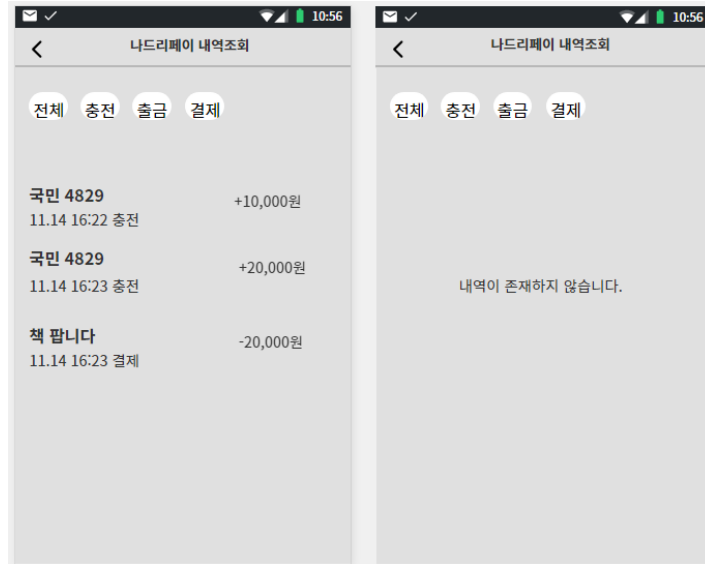 10:56
나드리페이 내역조회
전체 충전 출금 결제
국민 4829
+10,000원
11.14 16:22 충전
국민 4829
+20,000원
11.14 16:23 충전
책 팝니다
-20,000원
11.14 16:23 결제
10:56
나드리페이 내역조회
전체 충전 출금 결제
내역이 존재하지 않습니다.